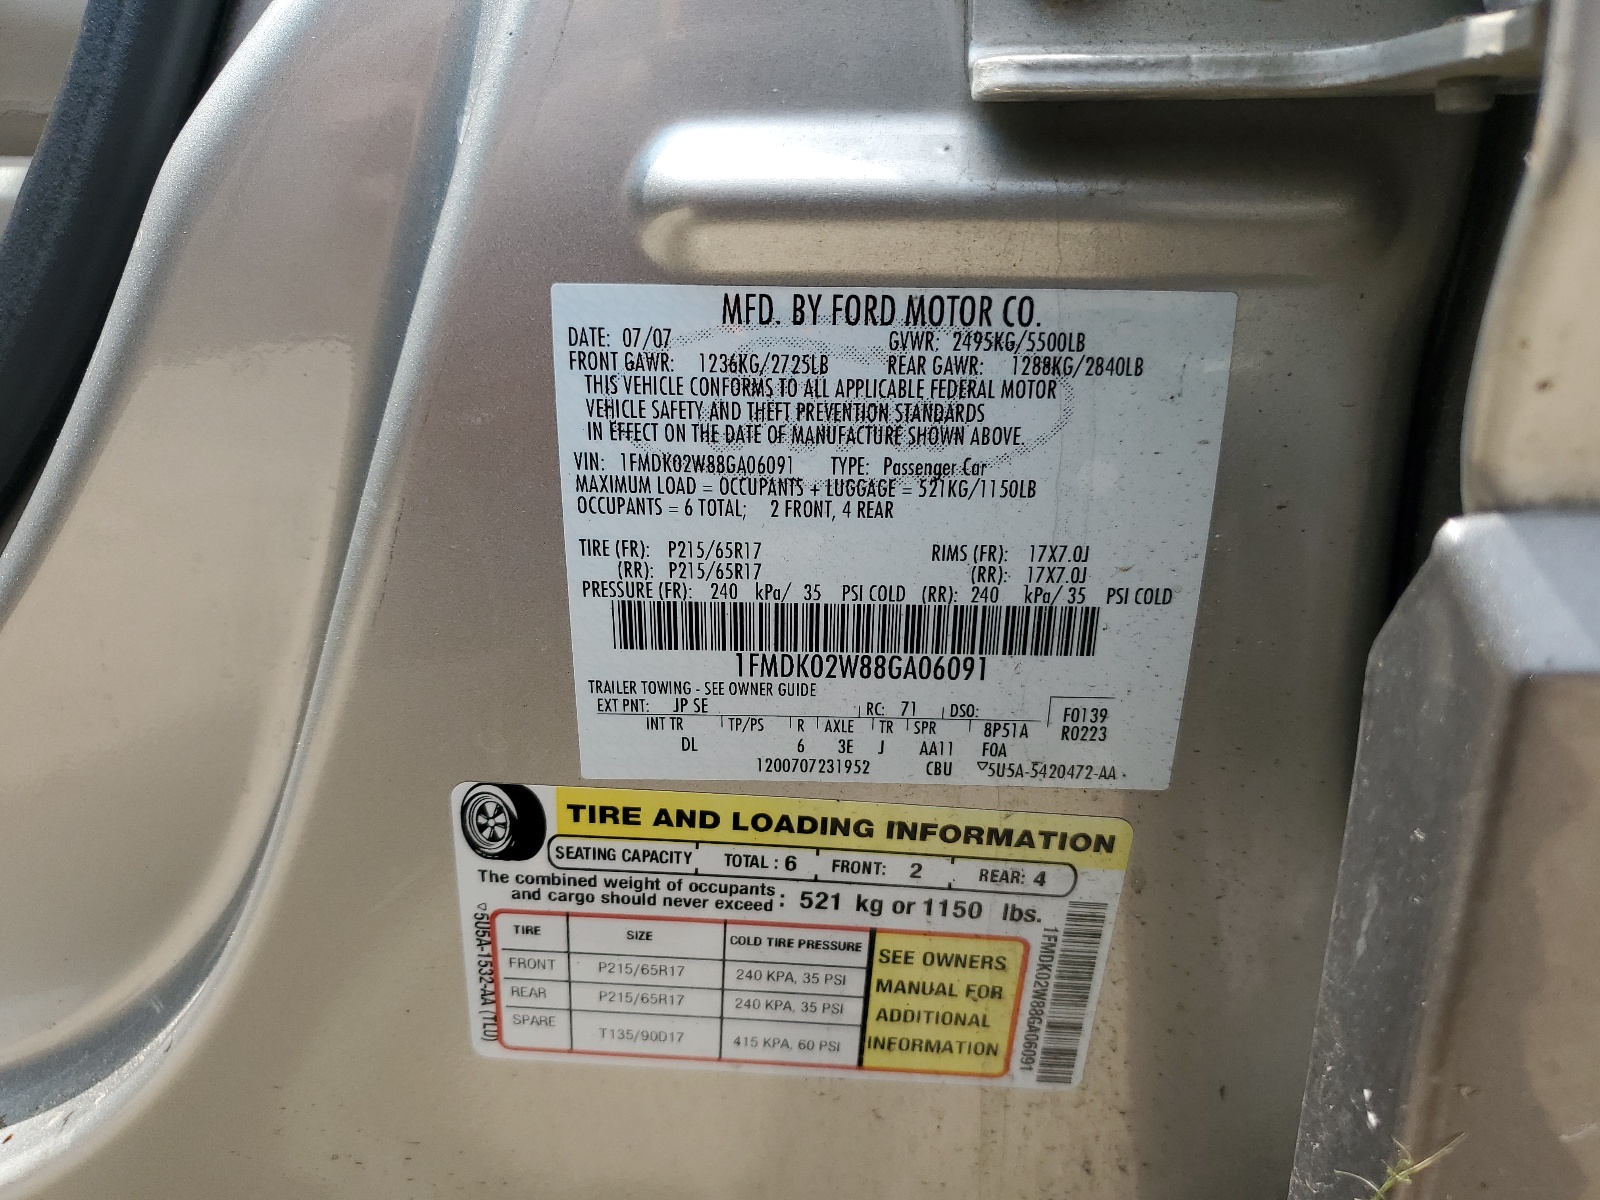 MFD. BY FORD MOTOR CO.
DATE: 07/07 GVWR: 2495KG/5500LB
FRONT GAWR: 1236KG/2725LB REAR GAWR: 1288KG/2840LB
THIS VEHICLE CONFORMS TO ALL APPLICABLE FEDERAL MOTOR
VEHICLE SAFETY AND THEFT PREVENTION STANDARDS
IN EFFECT ON THE DATE OF MANUFACTURE SHOWN ABOVE.
VIN: 1FMDK02W88GA06091 TYPE: Passenger Car
MAXIMUM LOAD = OCCUPANTS + LUGGAGE = 521KG/1150LB
OCCUPANTS = 6 TOTAL; 2 FRONT, 4 REAR
TIRE (FR): P215/65R17 RIMS (FR): 17X7.0J
(RR): P215/65R17 (RR): 17X7.0J
PRESSURE (FR): 240 kPa/ 35 PSI COLD (RR): 240 kPa/ 35 PSI COLD
1FMDK02W88GA06091
TRAILER TOWING - SEE OWNER GUIDE
EXT PNT: JP SE RC: 71 DSO: F0139
INT TR TP/PS R AXLE TR SPR 8P51A R0223
DL 6 3E J AA11 FOA
1200707231952 CBU ▽5U5A-5420472-AA
TIRE AND LOADING INFORMATION
SEATING CAPACITY TOTAL : 6 FRONT: 2 REAR: 4
The combined weight of occupants
and cargo should never exceed : 521 kg or 1150 lbs.
TIRE SIZE COLD TIRE PRESSURE
FRONT P215/65R17 240 KPA, 35 PSI
REAR P215/65R17 240 KPA, 35 PSI
SPARE T135/90D17 415 KPA, 60 PSI
SEE OWNERS
MANUAL FOR
ADDITIONAL
INFORMATION
▽5U5A-1532-AA (TLU)
1FMDK02W88GA06091